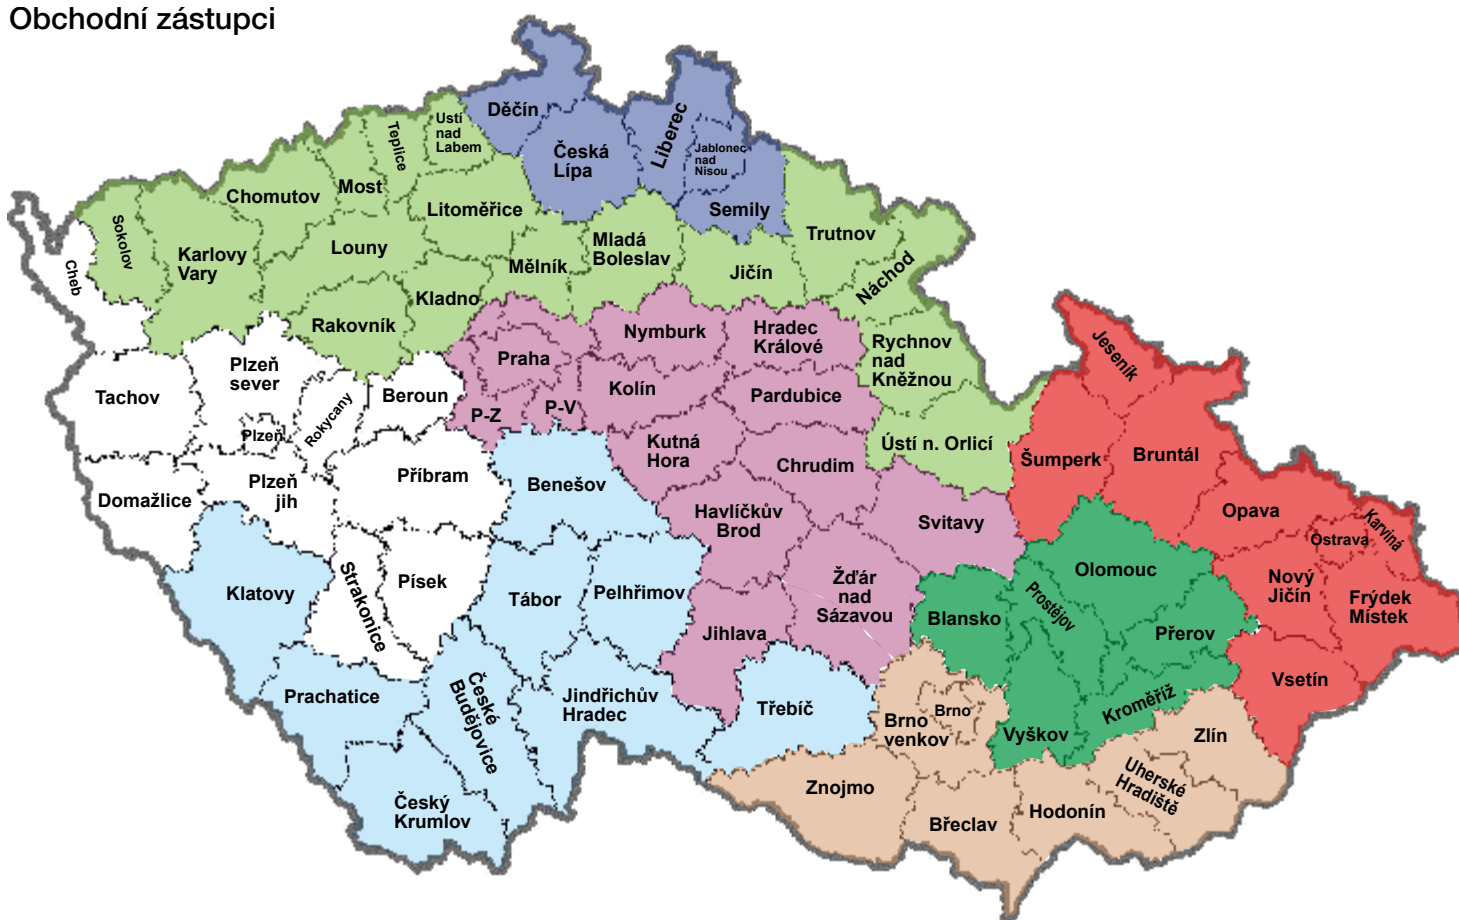 Obchodní zástupci
Děčín
Ustí
nad
Labem
Teplice
Česká
Lípa
Liberec
Jablonec
nad
Nisou
Semily
Chomutov
Most
Litoměřice
Sokolov
Karlovy
Vary
Louny
Mělník
Mladá
Boleslav
Jičín
Trutnov
Náchod
Cheb
Kladno
Rakovník
Nymburk
Hradec
Králové
Rychnov
nad
Kněžnou
Praha
Plzeň
sever
Tachov
Rokycany
Beroun
P-Z
P-V
Kolín
Pardubice
Jeseník
Plzeň
Kutná
Hora
Chrudim
Ústí n. Orlicí
Šumperk
Bruntál
Domažlice
Plzeň
jih
Příbram
Benešov
Havlíčkův
Brod
Svitavy
Opava
Karviná
Ostrava
Klatovy
Strakonice
Písek
Tábor
Pelhřimov
Žďár
nad
Sázavou
Blansko
Prostějov
Olomouc
Nový
Jičín
Frýdek
Místek
Přerov
Jihlava
Prachatice
České
Budějovice
Jindřichův
Hradec
Třebíč
Brno
venkov
Brno
Vyškov
Kroměříž
Vsetín
Zlín
Český
Krumlov
Znojmo
Břeclav
Hodonín
Uherské
Hradiště